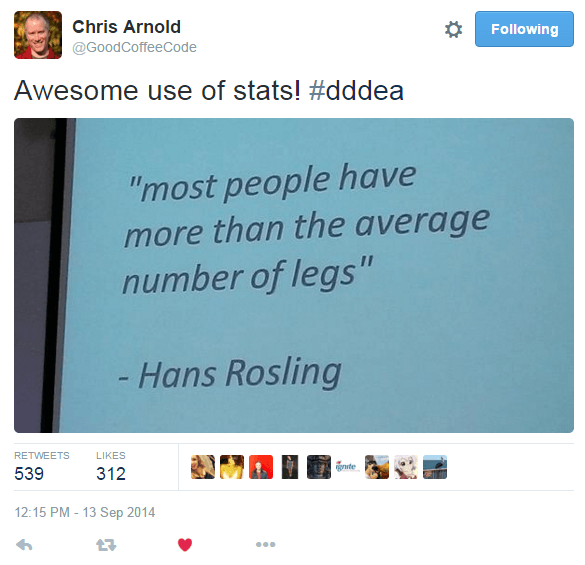 Chris Arnold
@GoodCoffeeCode
Following
Awesome use of stats! #dddea
"most people have
more than the average
number of legs"
- Hans Rosling
RETWEETS LIKES
539 312
ignite
12:15 PM - 13 Sep 2014